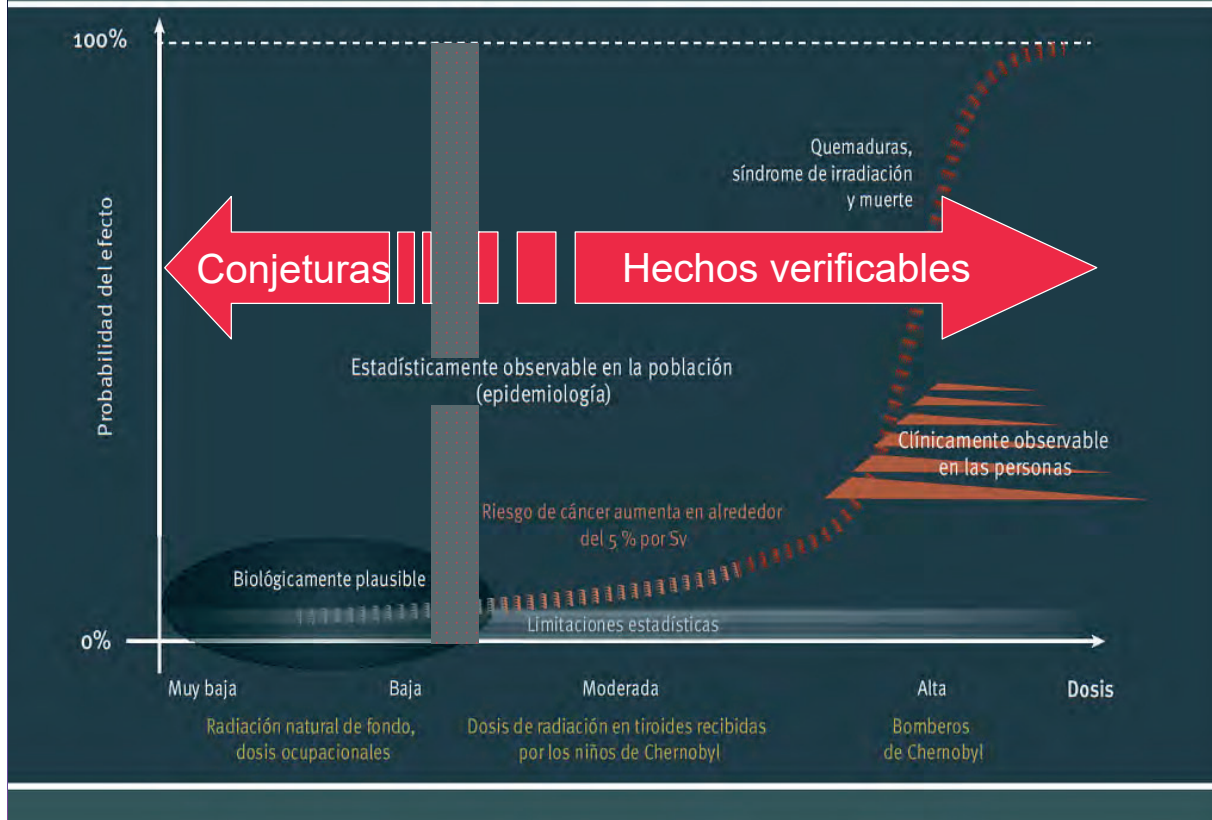 100%
Probabilidad del efecto
Quemaduras,
síndrome de irradiación
y muerte
Conjeturas
Hechos verificables
Estadísticamente observable en la población
(epidemiología)
Clínicamente observable
en las personas
Riesgo de cáncer aumenta en alrededor
del 5 % por Sv
Biológicamente plausible
Limitaciones estadísticas
0%
Muy baja
Baja
Moderada
Alta
Dosis
Radiación natural de fondo,
dosis ocupacionales
Dosis de radiación en tiroides recibidas
por los niños de Chernobyl
Bomberos
de Chernobyl